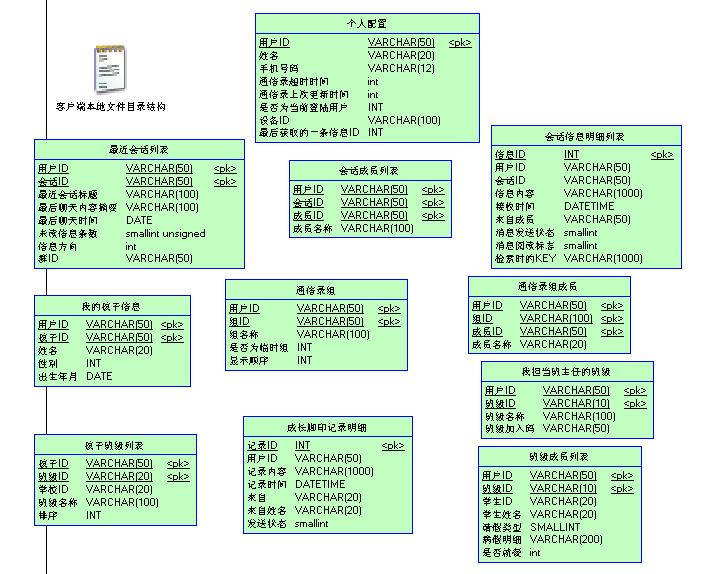 个人配置
用户ID VARCHAR(50) <pk>
姓名 VARCHAR(20)
手机号码 VARCHAR(12)
通信录超时时间 int
通信录上次更新时间 int
是否为当前登陆用户 INT
设备ID VARCHAR(100)
最后获取的一条信息ID INT
客户端本地文件目录结构
最近会话列表
用户ID VARCHAR(50) <pk>
会话ID VARCHAR(50) <pk>
最近会话标题 VARCHAR(100)
最后聊天内容摘要 VARCHAR(100)
最后聊天时间 DATE
未读信息条数 smallint unsigned
信息方向 int
群ID VARCHAR(50)
会话成员列表
用户ID VARCHAR(50) <pk>
会话ID VARCHAR(50) <pk>
成员ID VARCHAR(50) <pk>
成员名称 VARCHAR(100)
会话信息明细列表
信息ID INT <pk>
用户ID VARCHAR(50)
会话ID VARCHAR(50)
信息内容 VARCHAR(1000)
接收时间 DATETIME
来自成员 VARCHAR(50)
消息发送状态 smallint
消息阅读标志 smallint
检索时的KEY VARCHAR(1000)
我的孩子信息
用户ID VARCHAR(50) <pk>
孩子ID VARCHAR(50) <pk>
姓名 VARCHAR(20)
性别 INT
出生年月 DATE
通信录组
用户ID VARCHAR(50) <pk>
组ID VARCHAR(50) <pk>
组名称 VARCHAR(100)
是否为临时组 INT
显示顺序 INT
通信录组成员
用户ID VARCHAR(50) <pk>
组ID VARCHAR(100) <pk>
成员ID VARCHAR(50) <pk>
成员名称 VARCHAR(20)
我担当班主任的班级
用户ID VARCHAR(50) <pk>
班级ID VARCHAR(10) <pk>
班级名称 VARCHAR(100)
班级加入码 VARCHAR(50)
孩子班级列表
孩子ID VARCHAR(50) <pk>
班级ID VARCHAR(20) <pk>
学校ID VARCHAR(20)
班级名称 VARCHAR(100)
排序 INT
成长脚印记录明细
记录ID INT <pk>
用户ID VARCHAR(50)
记录内容 VARCHAR(1000)
记录时间 DATETIME
来自 VARCHAR(20)
来自姓名 VARCHAR(20)
发送状态 smallint
班级成员列表
用户ID VARCHAR(50) <pk>
班级ID VARCHAR(10) <pk>
学生ID VARCHAR(20)
学生姓名 VARCHAR(20)
请假类型 SMALLINT
病假明细 VARCHAR(200)
是否就餐 int